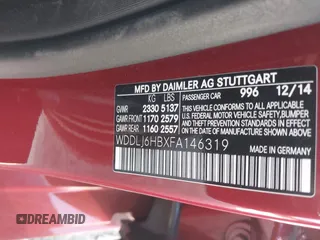 MFD BY DAIMLER AG STUTTGART
KG LBS PASSENGER CAR 996 12/14
GVWR 2330 5137 THIS VEHICLE CONFORMS TO ALL APPLICABLE
GAWR FRONT 1170 2579 U.S. FEDERAL MOTOR VEHICLE SAFETY, BUMPER,
GAWR REAR 1160 2557 AND THEFT PREVENTION STANDARDS IN EFFECT ON
THE DATE OF MANUFACTURE SHOWN ABOVE.
WDDLJ6HBXFA146319
MADE IN GERMANY
DREAMBID